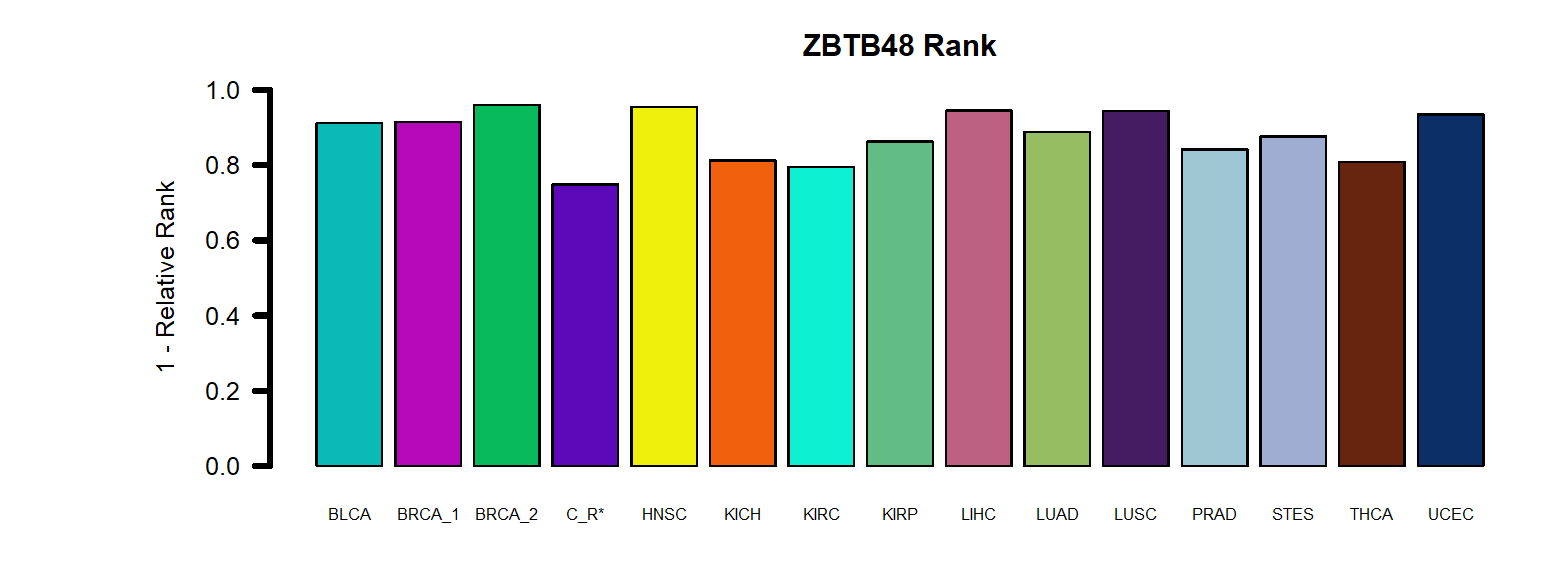 ZBTB48 Rank
1 - Relative Rank
1.0
0.8
0.6
0.4
0.2
0.0
BLCA BRCA_1 BRCA_2 C_R* HNSC KICH KIRC KIRP LIHC LUAD LUSC PRAD STES THCA UCEC